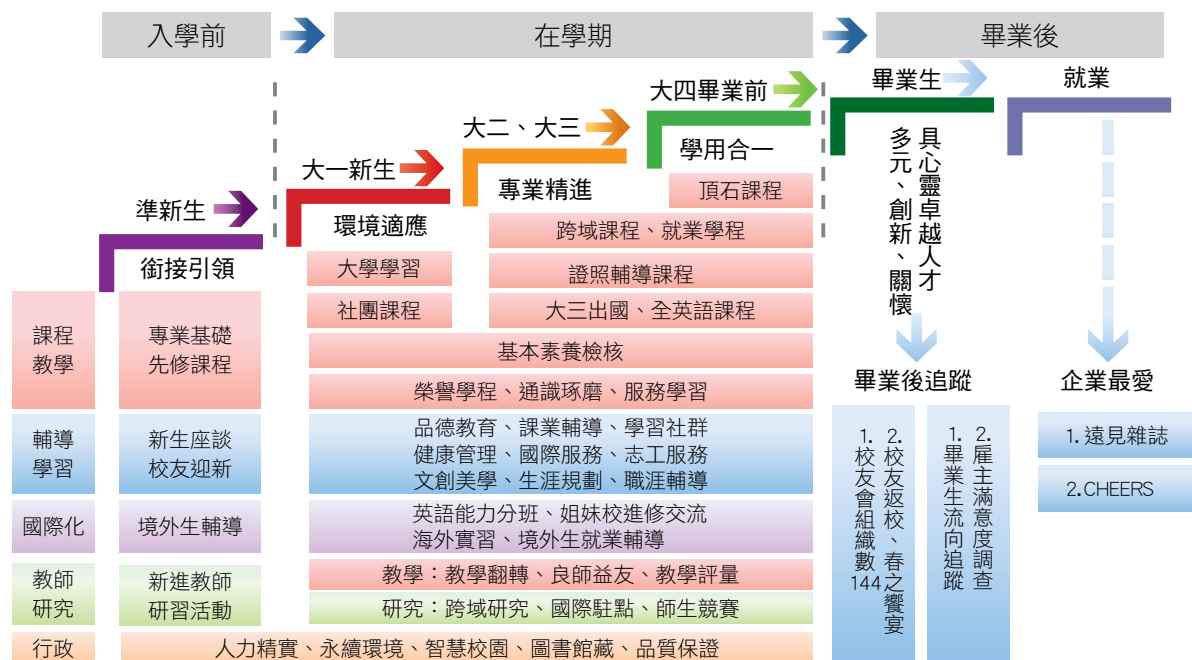 入學前
在學期
畢業後
準新生
大一新生
大二、大三
大四畢業前
畢業生
就業
銜接引領
環境適應
專業精進
學用合一
具心靈卓越人才
多元、創新、關懷
頂石課程
跨域課程、就業學程
大學學習
證照輔導課程
社團課程
大三出國、全英語課程
課程
教學
專業基礎
先修課程
基本素養檢核
榮譽學程、通識琢磨、服務學習
輔導
學習
新生座談
校友迎新
品德教育、課業輔導、學習社群
健康管理、國際服務、志工服務
文創美學、生涯規劃、職涯輔導
國際化
境外生輔導
英語能力分班、姐妹校進修交流
海外實習、境外生就業輔導
教師
研究
新進教師
研習活動
教學：教學翻轉、良師益友、教學評量
研究：跨域研究、國際駐點、師生競賽
行政
人力精實、永續環境、智慧校園、圖書館藏、品質保證
畢業後追蹤
1.校友會組織數144
2.校友返校、春之饗宴
1.畢業生流向追蹤
2.雇主滿意度調查
企業最愛
1.遠見雜誌
2.CHEERS